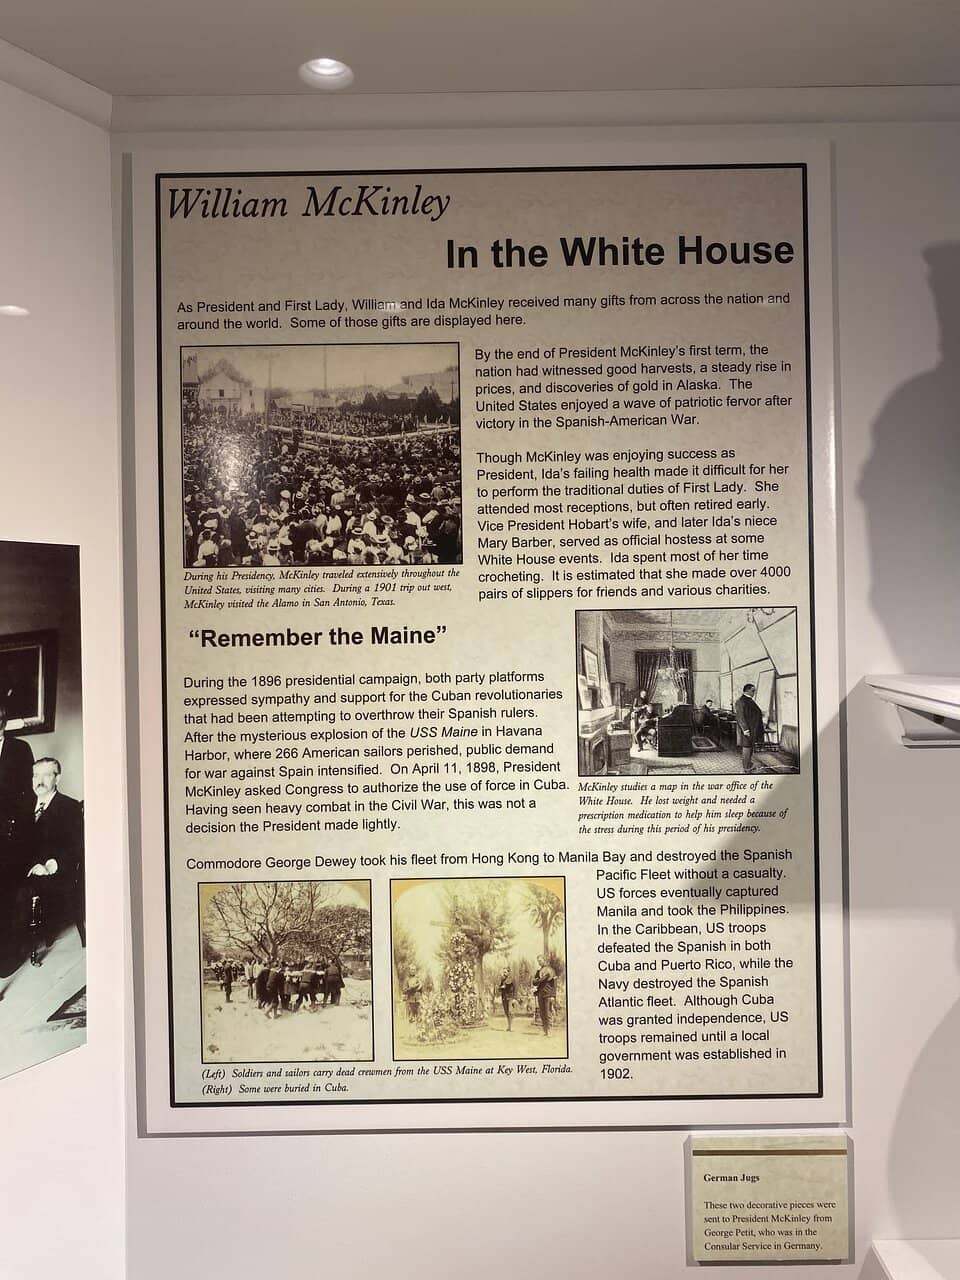 William McKinley
In the White House
As President and First Lady, William and Ida McKinley received many gifts from across the nation and
around the world.  Some of those gifts are displayed here.
By the end of President McKinley's first term, the
nation had witnessed good harvests, a steady rise in
prices, and discoveries of gold in Alaska.  The
United States enjoyed a wave of patriotic fervor after
victory in the Spanish-American War.
Though McKinley was enjoying success as
President, Ida's failing health made it difficult for her
to perform the traditional duties of First Lady.  She
attended most receptions, but often retired early.
Vice President Hobart's wife, and later Ida's niece
Mary Barber, served as official hostess at some
White House events.  Ida spent most of her time
crocheting.  It is estimated that she made over 4000
pairs of slippers for friends and various charities.
During his Presidency, McKinley traveled extensively throughout the
United States, visiting many cities.  During a 1901 trip out west,
McKinley visited the Alamo in San Antonio, Texas.
“Remember the Maine”
During the 1896 presidential campaign, both party platforms
expressed sympathy and support for the Cuban revolutionaries
that had been attempting to overthrow their Spanish rulers.
After the mysterious explosion of the USS Maine in Havana
Harbor, where 266 American sailors perished, public demand
for war against Spain intensified.  On April 11, 1898, President
McKinley asked Congress to authorize the use of force in Cuba.
Having seen heavy combat in the Civil War, this was not a
decision the President made lightly.
McKinley studies a map in the war office of the
White House.  He lost weight and needed a
prescription medication to help him sleep because of
the stress during this period of his presidency.
Commodore George Dewey took his fleet from Hong Kong to Manila Bay and destroyed the Spanish
Pacific Fleet without a casualty.
US forces eventually captured
Manila and took the Philippines.
In the Caribbean, US troops
defeated the Spanish in both
Cuba and Puerto Rico, while the
Navy destroyed the Spanish
Atlantic fleet.  Although Cuba
was granted independence, US
troops remained until a local
government was established in
1902.
(Left)  Soldiers and sailors carry dead crewmen from the USS Maine at Key West, Florida.
(Right)  Some were buried in Cuba.
German Jugs
These two decorative pieces were
sent to President McKinley from
George Petit, who was in the
Consular Service in Germany.